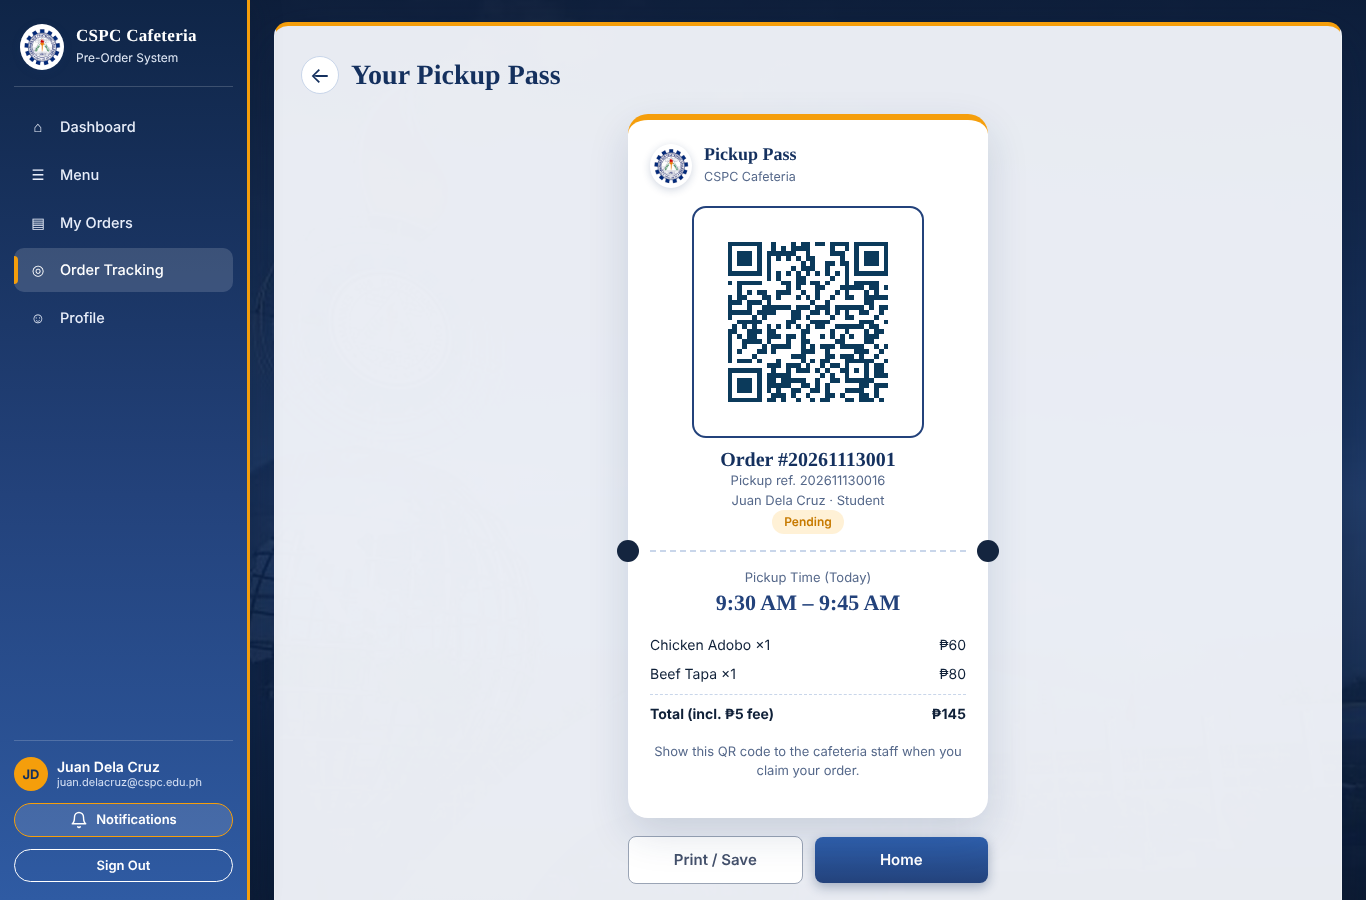 CSPC Cafeteria
Pre-Order System
Dashboard
Menu
My Orders
Order Tracking
Profile
JD
Juan Dela Cruz
juan.delacruz@cspc.edu.ph
Notifications
Sign Out
Your Pickup Pass
Pickup Pass
CSPC Cafeteria
Order #20261113001
Pickup ref. 202611130016
Juan Dela Cruz · Student
Pending
Pickup Time (Today)
9:30 AM – 9:45 AM
Chicken Adobo ×1 ₱60
Beef Tapa ×1 ₱80
Total (incl. ₱5 fee) ₱145
Show this QR code to the cafeteria staff when you
claim your order.
Print / Save
Home